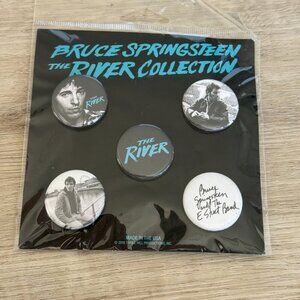 BRUCE SPRINGSTEEN
THE RIVER COLLECTION
THE
RIVER
THE
RIVER
Bruce
Springsteen
and The
E Street Band
MADE IN THE USA